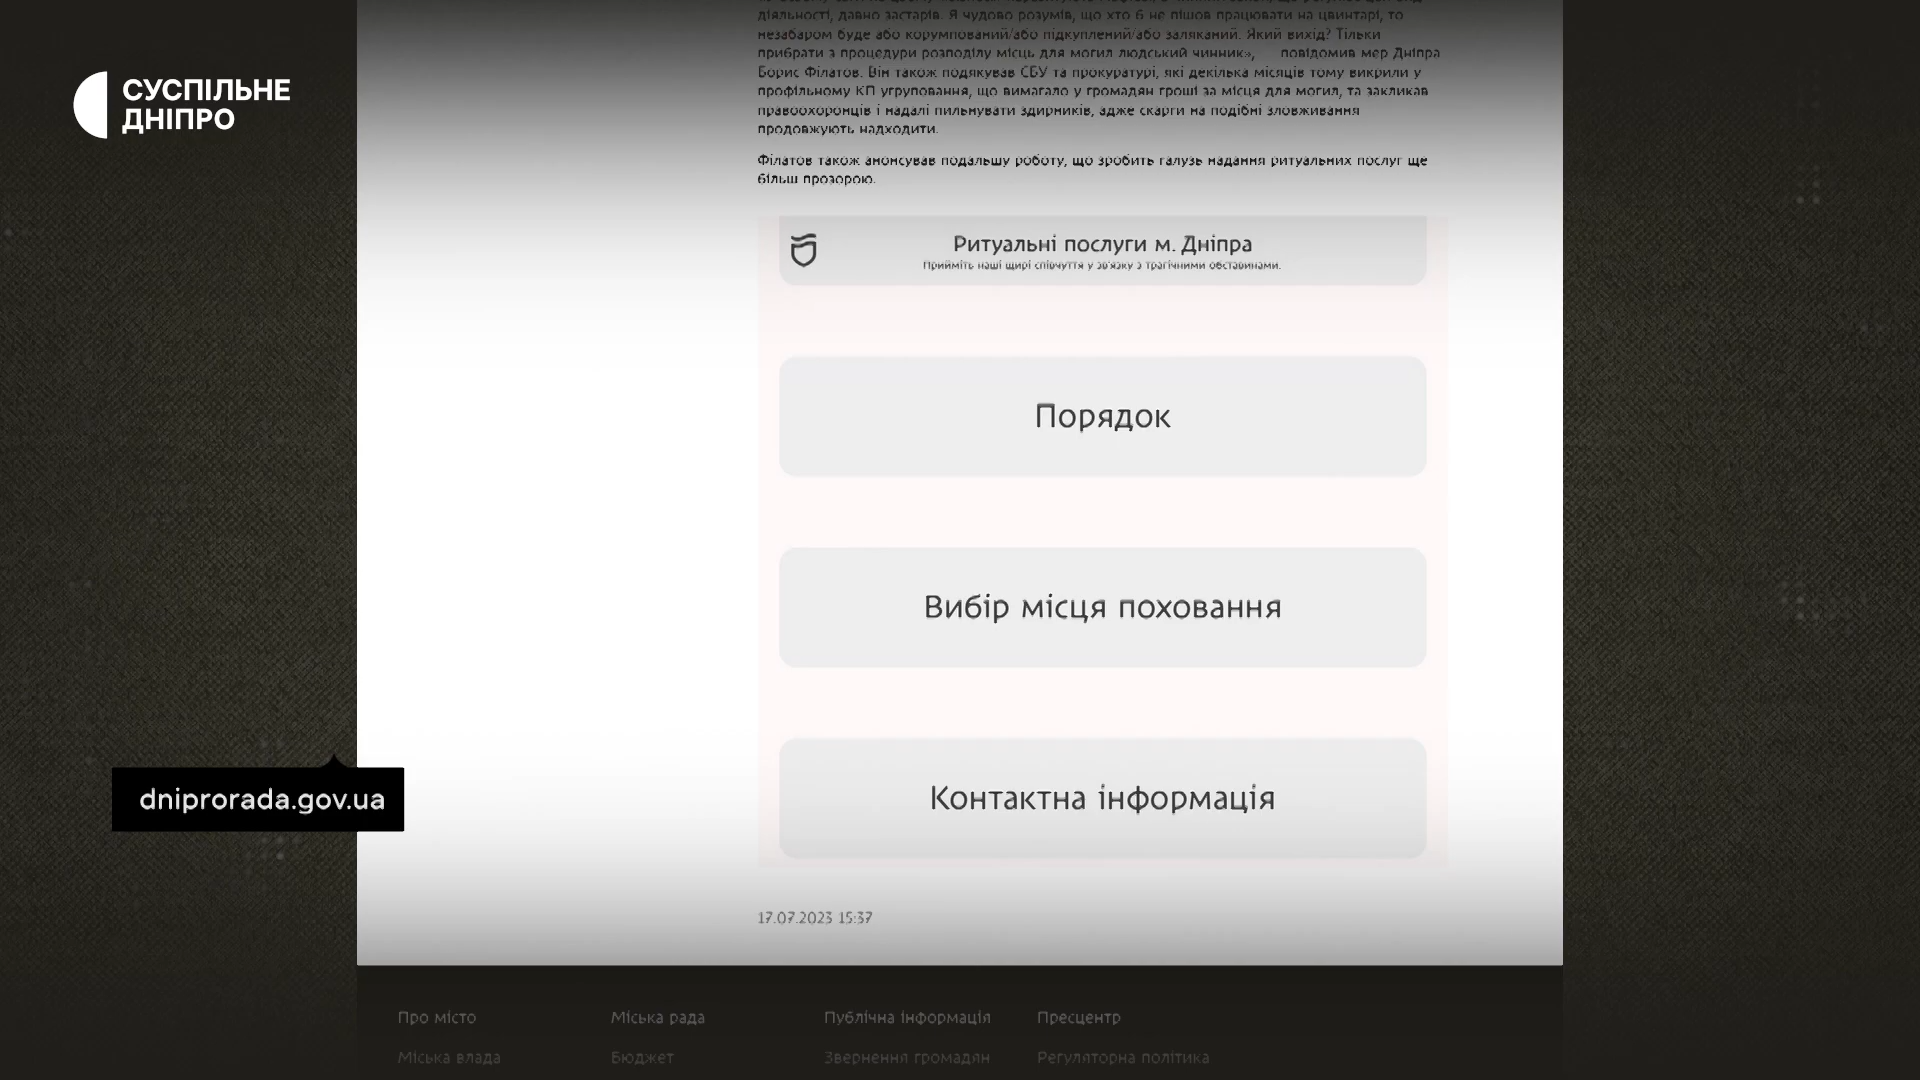 СУСПІЛЬНЕ
ДНІПРО
діяльності, давно застарів. Я чудово розумів, що хто б не пішов працювати на цвинтарі, то
незабаром буде або корумпований/або підкуплений/або заляканий. Який вихід? Тільки
прибрати з процедури розподілу місць для могил людський чинник», повідомив мер Дніпра
Борис Філатов. Він також подякував СБУ та прокуратурі, які декілька місяців тому викрили у
профільному КП угруповання, що вимагало у громадян гроші за місця для могил, та закликав
правоохоронців і надалі пильнувати здирників, адже скарги на подібні зловживання
продовжують надходити.
Філатов також анонсував подальшу роботу, що зробить галузь надання ритуальних послуг ще
більш прозорою.
Ритуальні послуги м. Дніпра
Прийміть наші щирі співчуття у зв'язку з трагічними обставинами.
Порядок
Вибір місця поховання
Контактна інформація
dniprorada.gov.ua
17.07.2023 15:37
Про місто Міська рада Публічна інформація Пресцентр
Міська влада Бюджет Звернення громадян Регуляторна політика